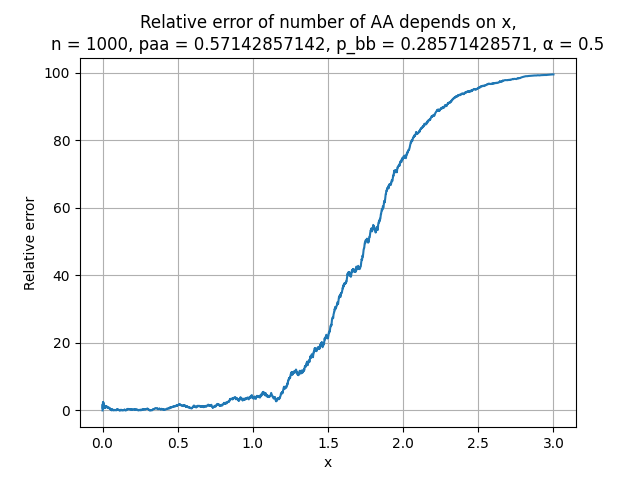 Relative error of number of AA depends on x,
n = 1000, paa = 0.57142857142, p_bb = 0.28571428571, α = 0.5
100
80
60
40
20
0
Relative error
0.0 0.5 1.0 1.5 2.0 2.5 3.0
x